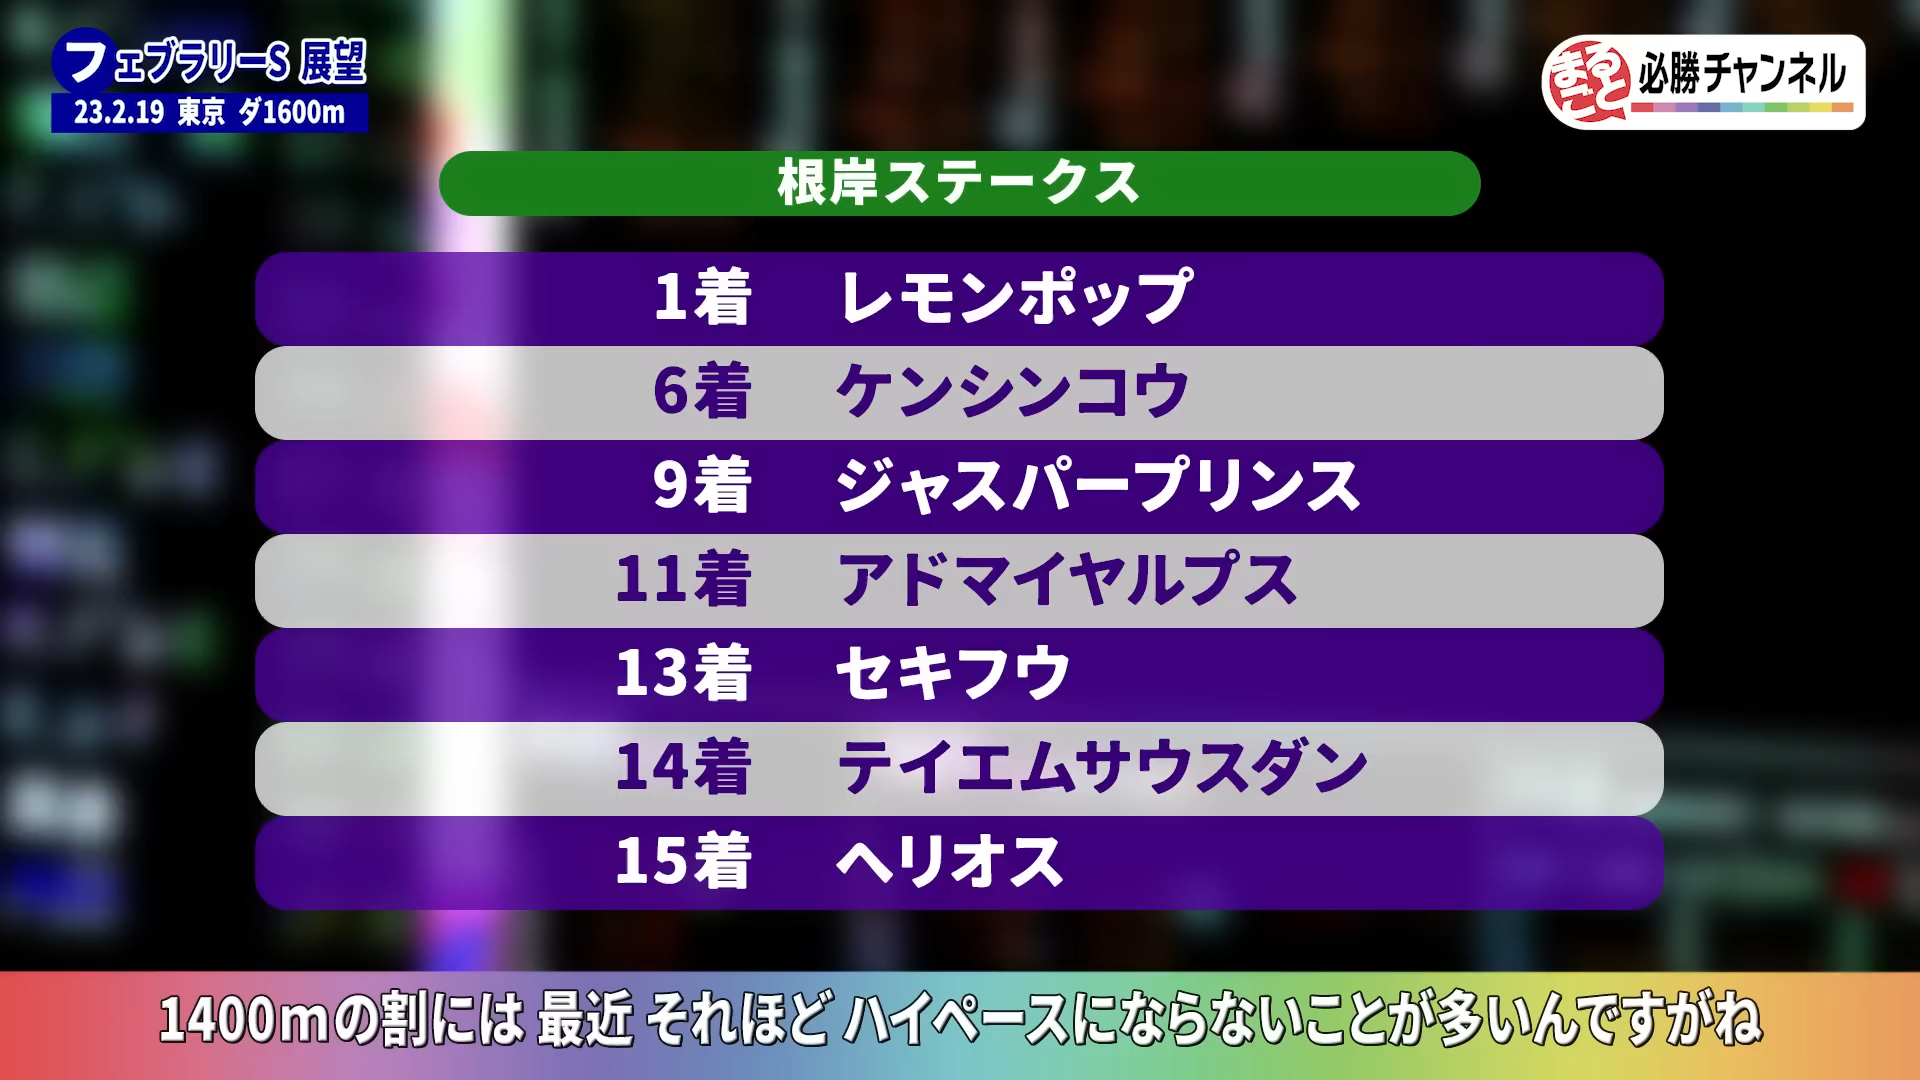 フェブラリーS 展望
23.2.19 東京 ダ1600m
まるごと必勝チャンネル
根岸ステークス
1着 レモンポップ
6着 ケンシンコウ
9着 ジャスパープリンス
11着 アドマイヤルプス
13着 セキフウ
14着 テイエムサウスダン
15着 ヘリオス
1400mの割には 最近 それほど ハイペースにならないことが多いんですがね